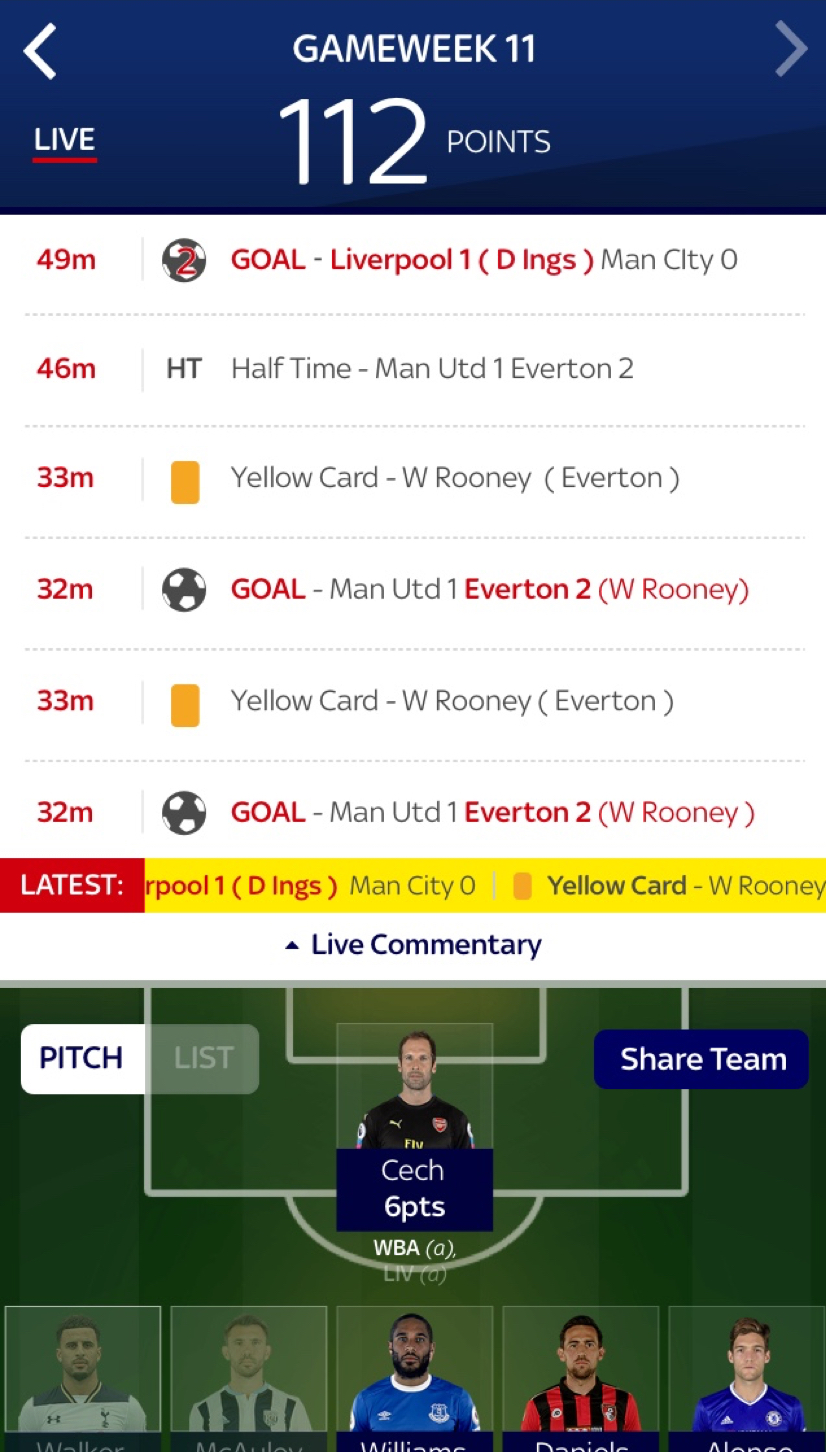 GAMEWEEK 11
LIVE
112 POINTS
49m 2 GOAL - Liverpool 1 ( D Ings ) Man CIty 0
46m HT Half Time - Man Utd 1 Everton 2
33m Yellow Card - W Rooney ( Everton )
32m GOAL - Man Utd 1 Everton 2 (W Rooney)
33m Yellow Card - W Rooney ( Everton )
32m GOAL - Man Utd 1 Everton 2 (W Rooney )
LATEST: rpool 1 ( D Ings ) Man City 0 Yellow Card - W Rooney
Live Commentary
PITCH LIST Share Team
Fly
Cech
6pts
WBA (a),
LIV (a)
Walker McAuley Williams Daniels Alonso